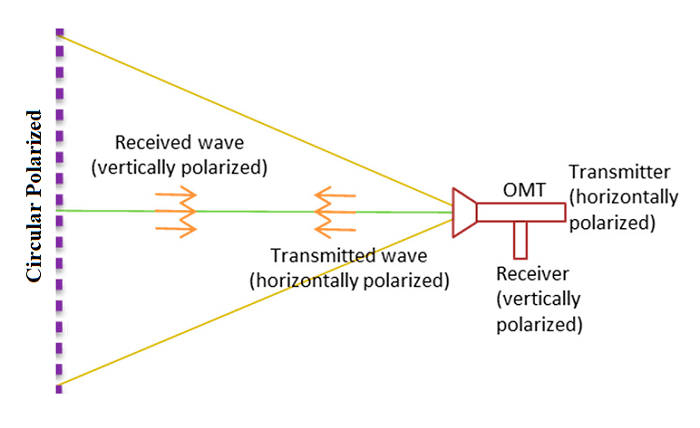 Circular Polarized
Received wave
(vertically polarized)
Transmitted wave
(horizontally polarized)
OMT
Transmitter
(horizontally
polarized)
Receiver
(vertically
polarized)